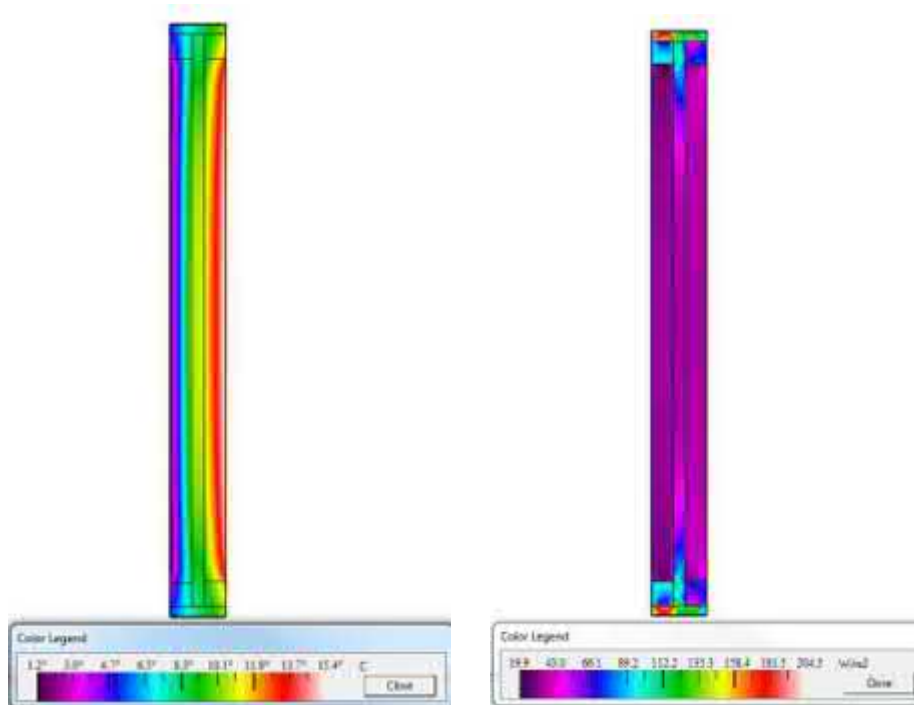 Color Legend
1.2° 3.0° 4.7° 6.5° 8.3° 10.1° 11.9° 13.7° 15.4° C
Close
Color Legend
19.9 43.0 66.1 89.2 112.2 135.3 158.4 181.5 204.5 W/m2
Close